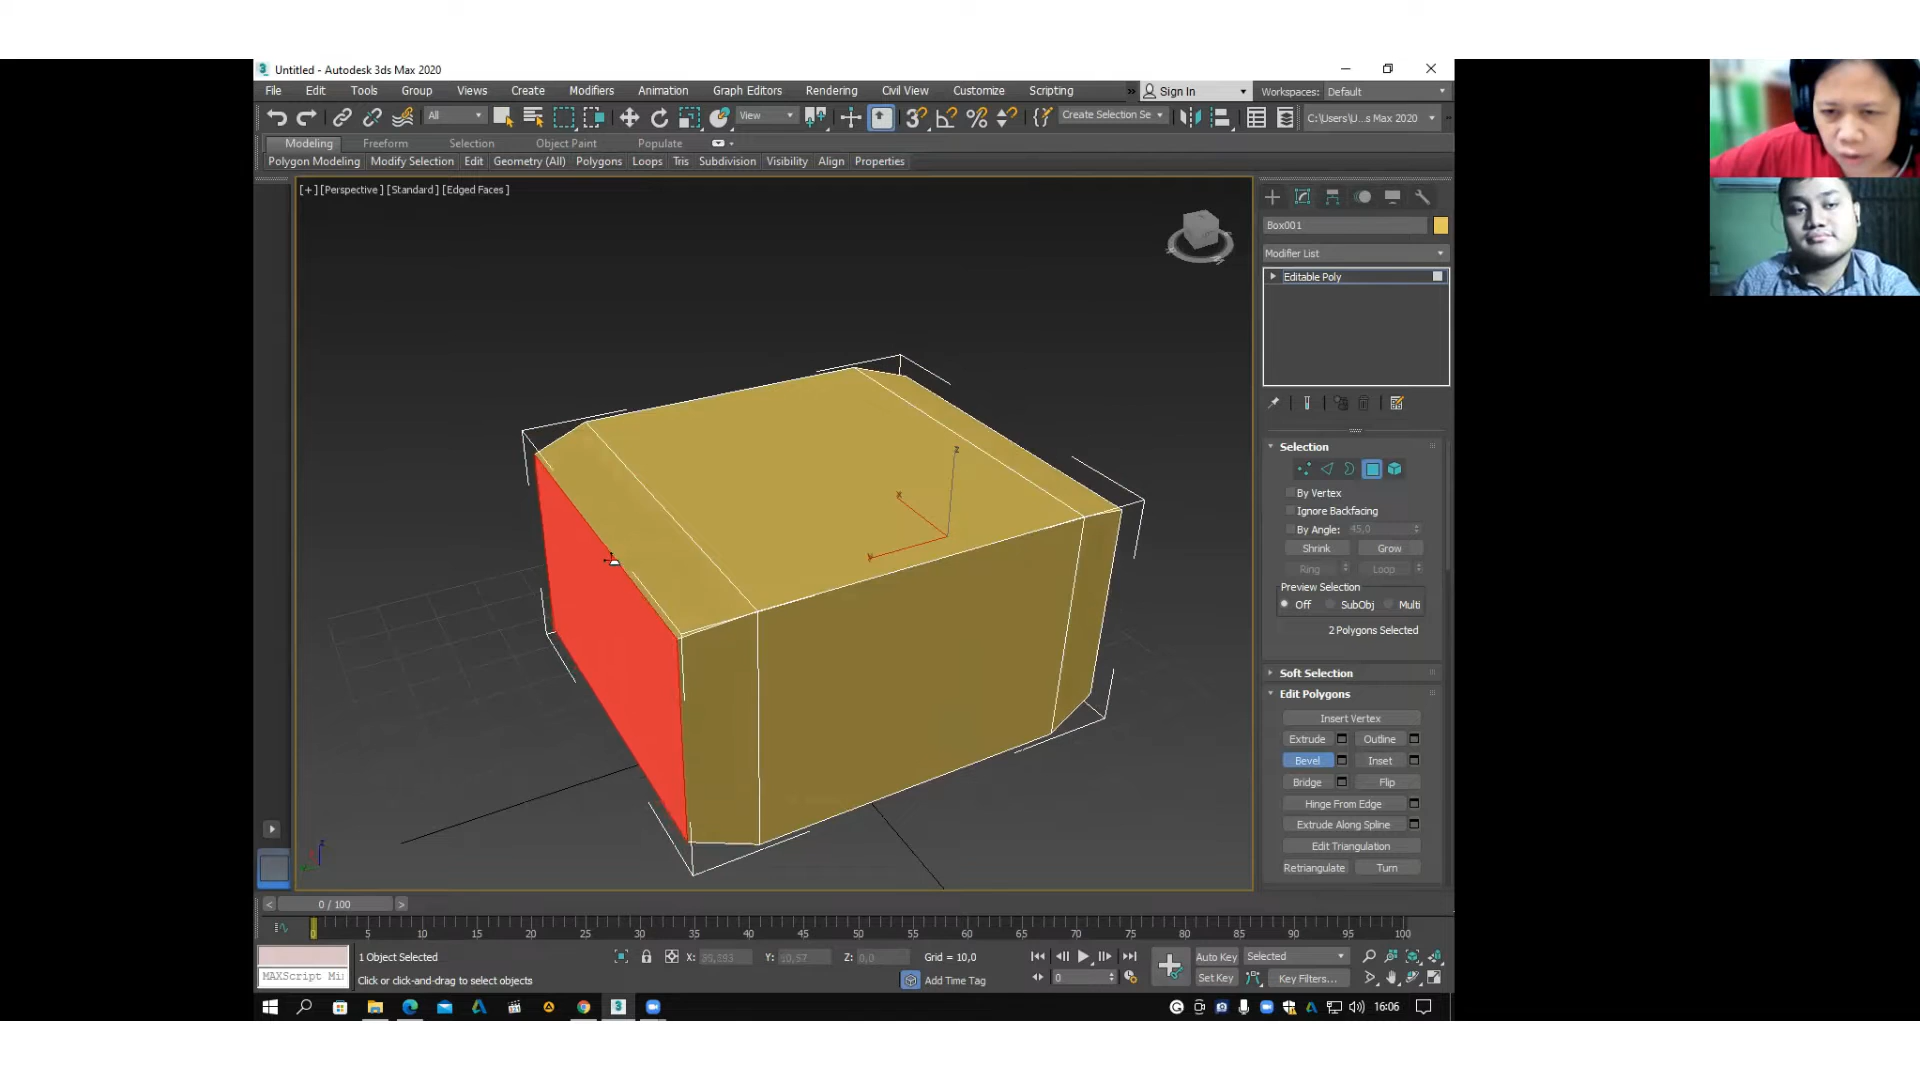 Untitled - Autodesk 3ds Max 2020
File Edit Tools Group Views Create Modifiers Animation Graph Editors Rendering Civil View Customize Scripting » Sign In Workspaces: Default
All View Create Selection Se C:\Users\U...s Max 2020
Modeling Freeform Selection Object Paint Populate
Polygon Modeling Modify Selection Edit Geometry (All) Polygons Loops Tris Subdivision Visibility Align Properties
[+] [Perspective] [Standard] [Edged Faces]
Box001
Modifier List
Editable Poly
Selection
By Vertex
Ignore Backfacing
By Angle: 45,0
Shrink Grow
Ring Loop
Preview Selection
Off SubObj Multi
2 Polygons Selected
Soft Selection
Edit Polygons
Insert Vertex
Extrude Outline
Bevel Inset
Bridge Flip
Hinge From Edge
Extrude Along Spline
Edit Triangulation
Retriangulate Turn
z
x
y
< 0 / 100 >
0 5 10 15 20 25 30 35 40 45 50 55 60 65 70 75 80 85 90 95 100
1 Object Selected X: Y: 10,57 Z: 0,0 Grid = 10,0 Auto Key Selected
MAXScript Mi Click or click-and-drag to select objects Add Time Tag 0 Set Key Key Filters...
16:06